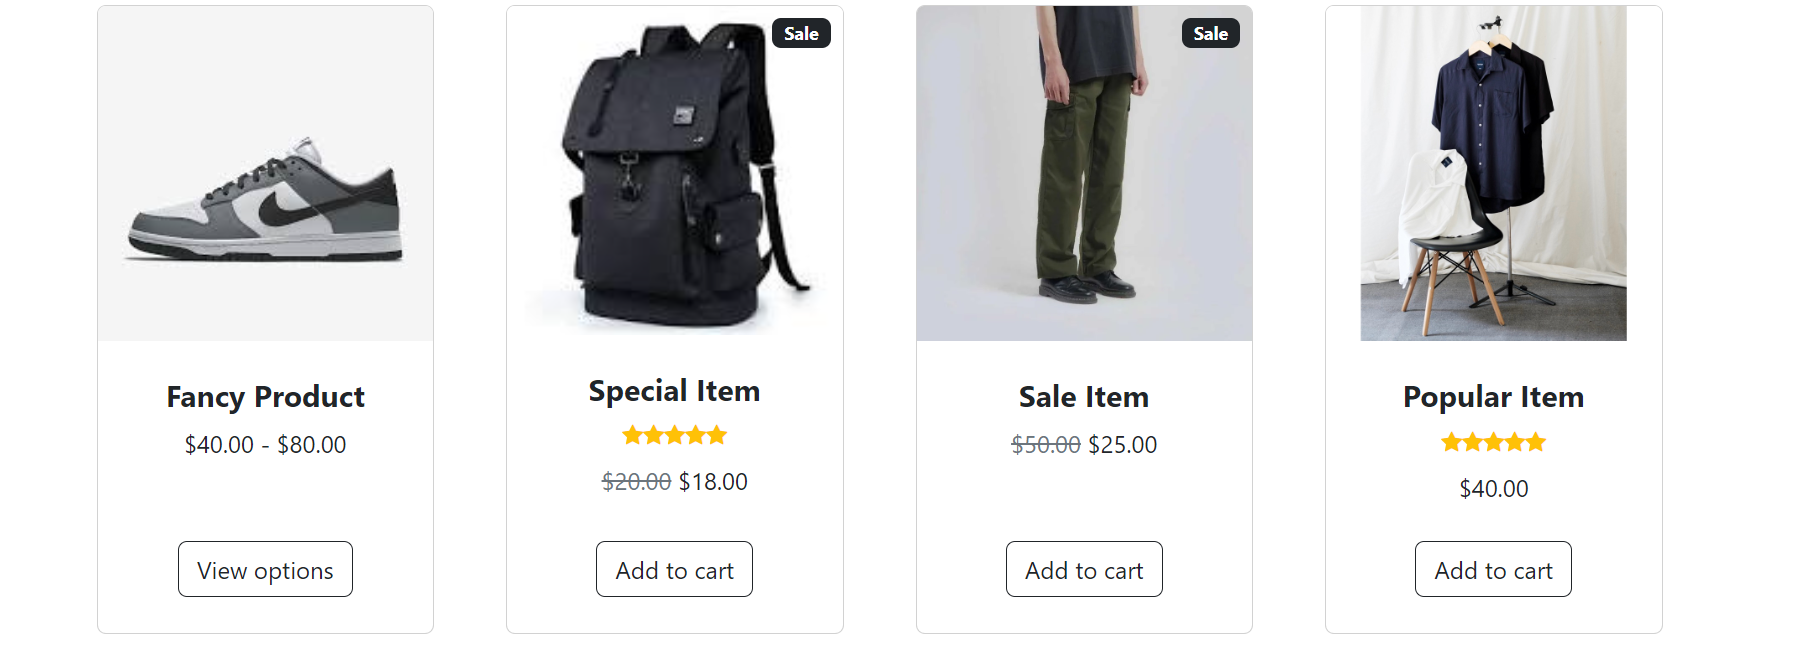 Fancy Product
$40.00 - $80.00
View options
Sale
Special Item
$20.00 $18.00
Add to cart
Sale
Sale Item
$50.00 $25.00
Add to cart
Popular Item
$40.00
Add to cart